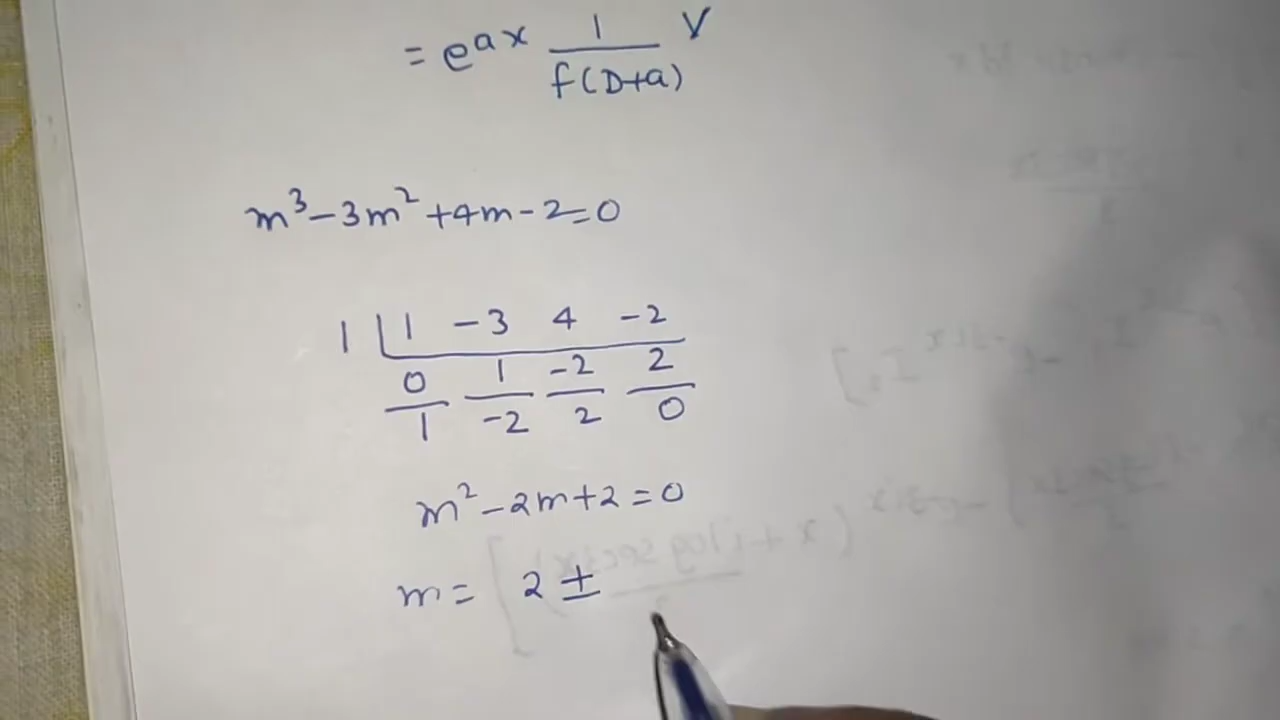 = e^{ax} \frac{1}{f(D+a)} V
m³-3m²+4m-2=0
1 | 1 -3 4 -2
0 1 -2 2
1 -2 2 0
m²-2m+2=0
m= 2 ±